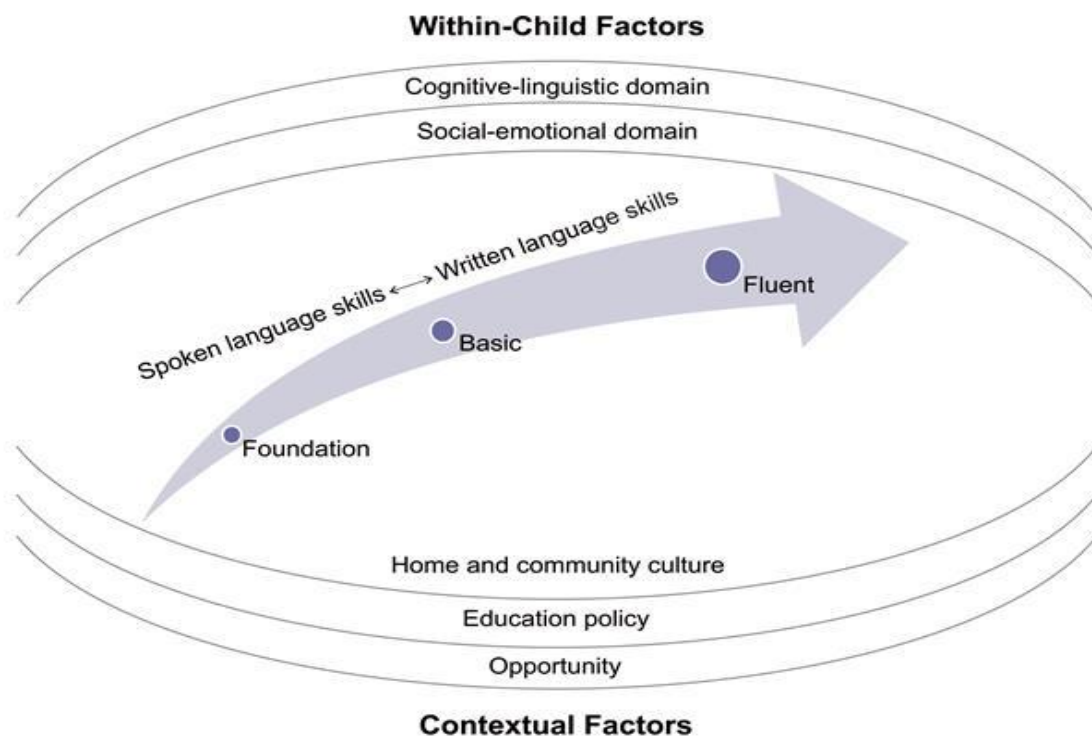 Within-Child Factors
Cognitive-linguistic domain
Social-emotional domain
Spoken language skills ↔ Written language skills
Fluent
Basic
Foundation
Home and community culture
Education policy
Opportunity
Contextual Factors